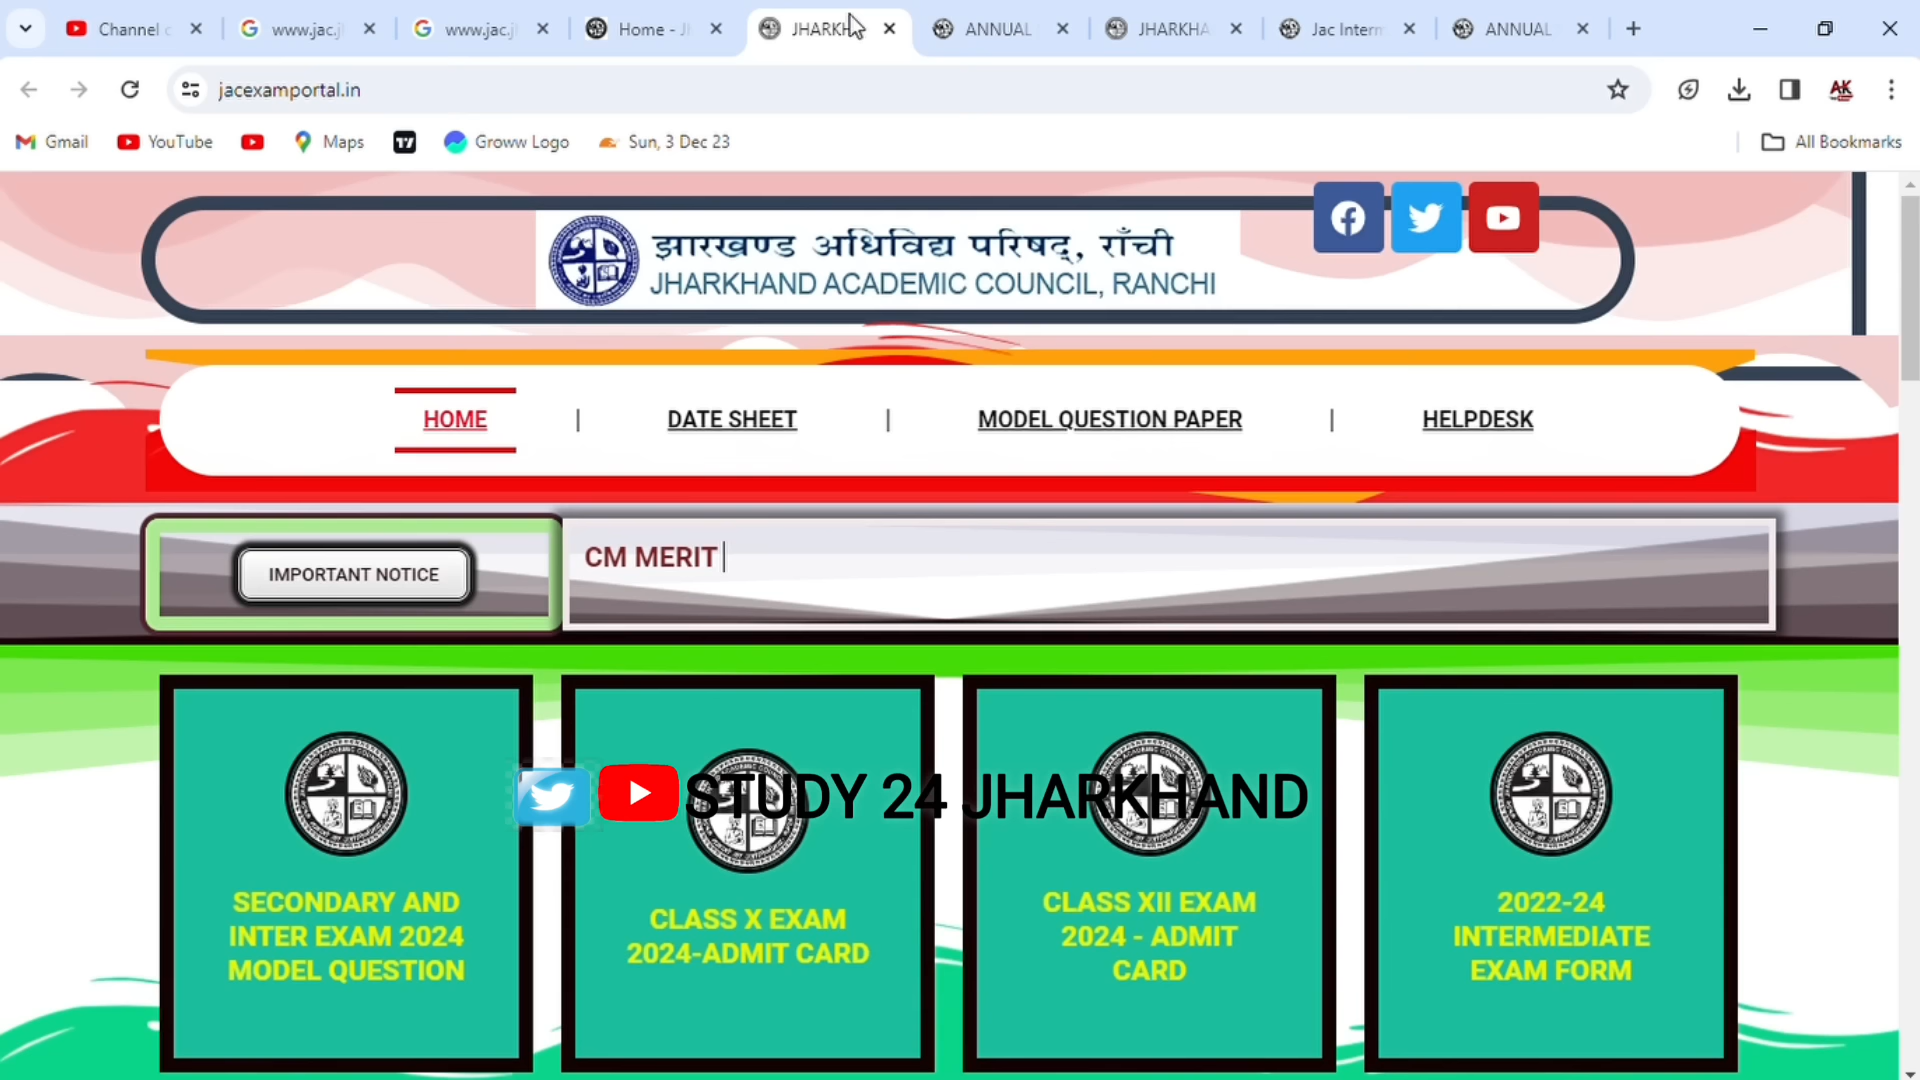 Channel c
www.jac.j
www.jac.j
Home - J
JHARKH
ANNUAL
JHARKHA
Jac Interm
ANNUAL
jacexamportal.in
AK
Gmail
YouTube
Maps
Groww Logo
Sun, 3 Dec 23
All Bookmarks
झारखण्ड अधिविद्य परिषद्, राँची
JHARKHAND ACADEMIC COUNCIL, RANCHI
HOME | DATE SHEET | MODEL QUESTION PAPER | HELPDESK
IMPORTANT NOTICE
CM MERIT
STUDY 24 JHARKHAND
SECONDARY AND
INTER EXAM 2024
MODEL QUESTION
CLASS X EXAM
2024-ADMIT CARD
CLASS XII EXAM
2024 - ADMIT
CARD
2022-24
INTERMEDIATE
EXAM FORM